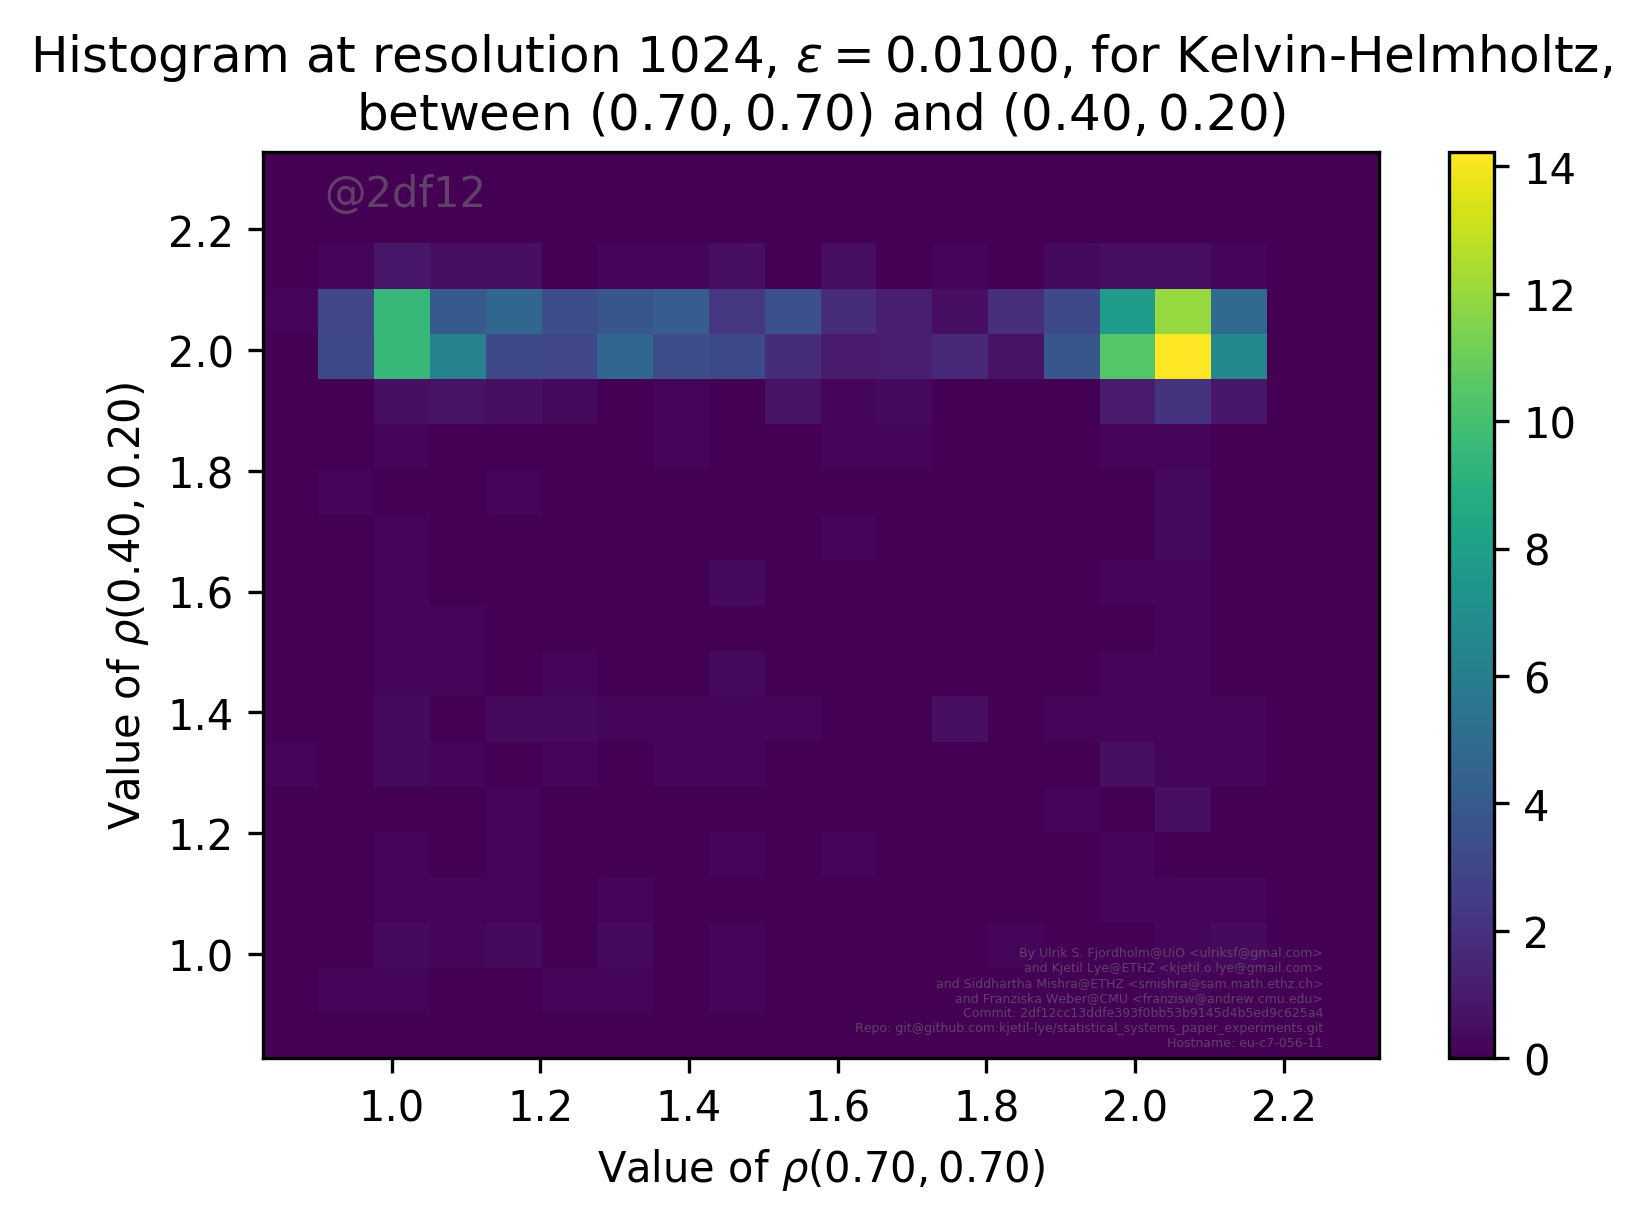 Histogram at resolution 1024, ε = 0.0100, for Kelvin-Helmholtz,
between (0.70, 0.70) and (0.40, 0.20)
@2df12
2.2
2.0
1.8
1.6
1.4
1.2
1.0
Value of ρ(0.40, 0.20)
1.0 1.2 1.4 1.6 1.8 2.0 2.2
Value of ρ(0.70, 0.70)
14
12
10
8
6
4
2
0
By Ulrik S. Fjordholm@UiO <ulriksf@gmal.com>
and Kjetil Lye@ETHZ <kjetil.o.lye@gmail.com>
and Siddhartha Mishra@ETHZ <smishra@sam.math.ethz.ch>
and Franziska Weber@CMU <franzisw@andrew.cmu.edu>
Commit: 2df12cc13ddfe393f0bb53b9145d4b5ed9c625a4
Repo: git@github.com:kjetil-lye/statistical_systems_paper_experiments.git
Hostname: eu-c7-056-11